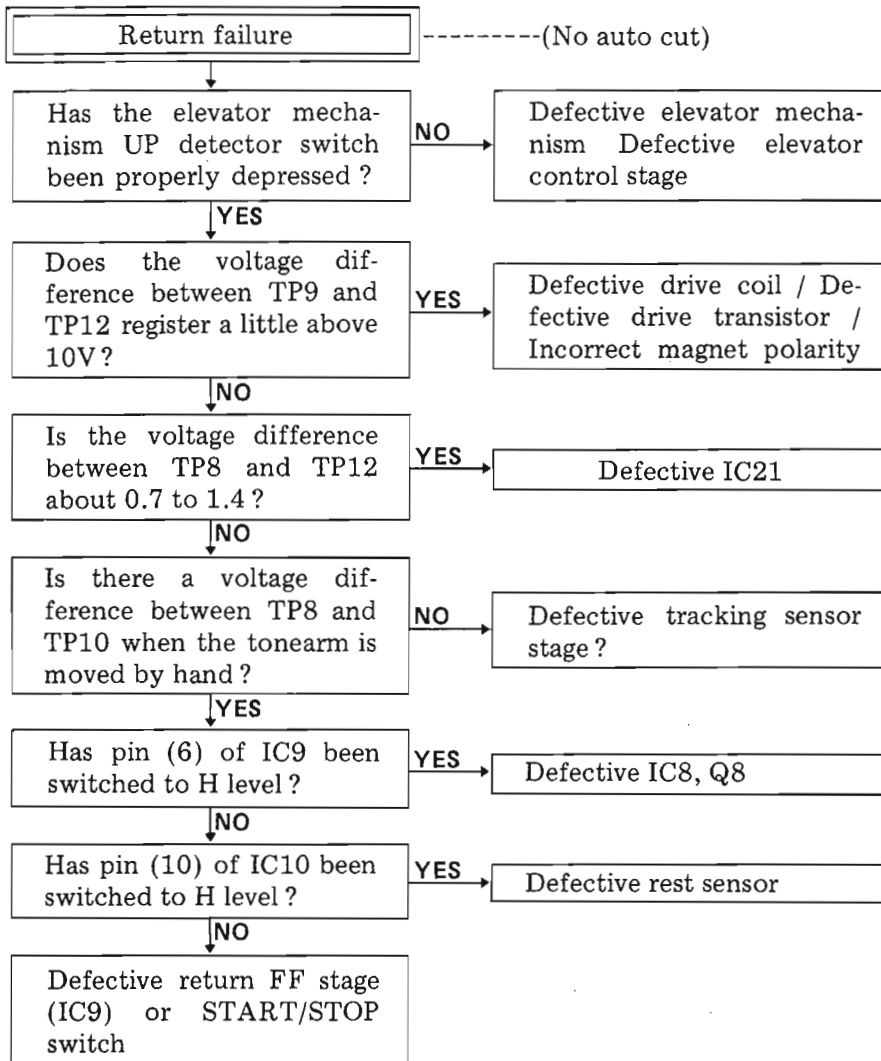 Return failure
---------(No auto cut)
Has the elevator mecha-
nism UP detector switch
been properly depressed ?
NO
Defective elevator mecha-
nism Defective elevator
control stage
YES
Does the voltage dif-
ference between TP9 and
TP12 register a little above
10V ?
YES
Defective drive coil / De-
fective drive transistor /
Incorrect magnet polarity
NO
Is the voltage difference
between TP8 and TP12
about 0.7 to 1.4 ?
YES
Defective IC21
NO
Is there a voltage dif-
ference between TP8 and
TP10 when the tonearm is
moved by hand ?
NO
Defective tracking sensor
stage ?
YES
Has pin (6) of IC9 been
switched to H level ?
YES
Defective IC8, Q8
NO
Has pin (10) of IC10 been
switched to H level ?
YES
Defective rest sensor
NO
Defective return FF stage
(IC9) or START/STOP
switch